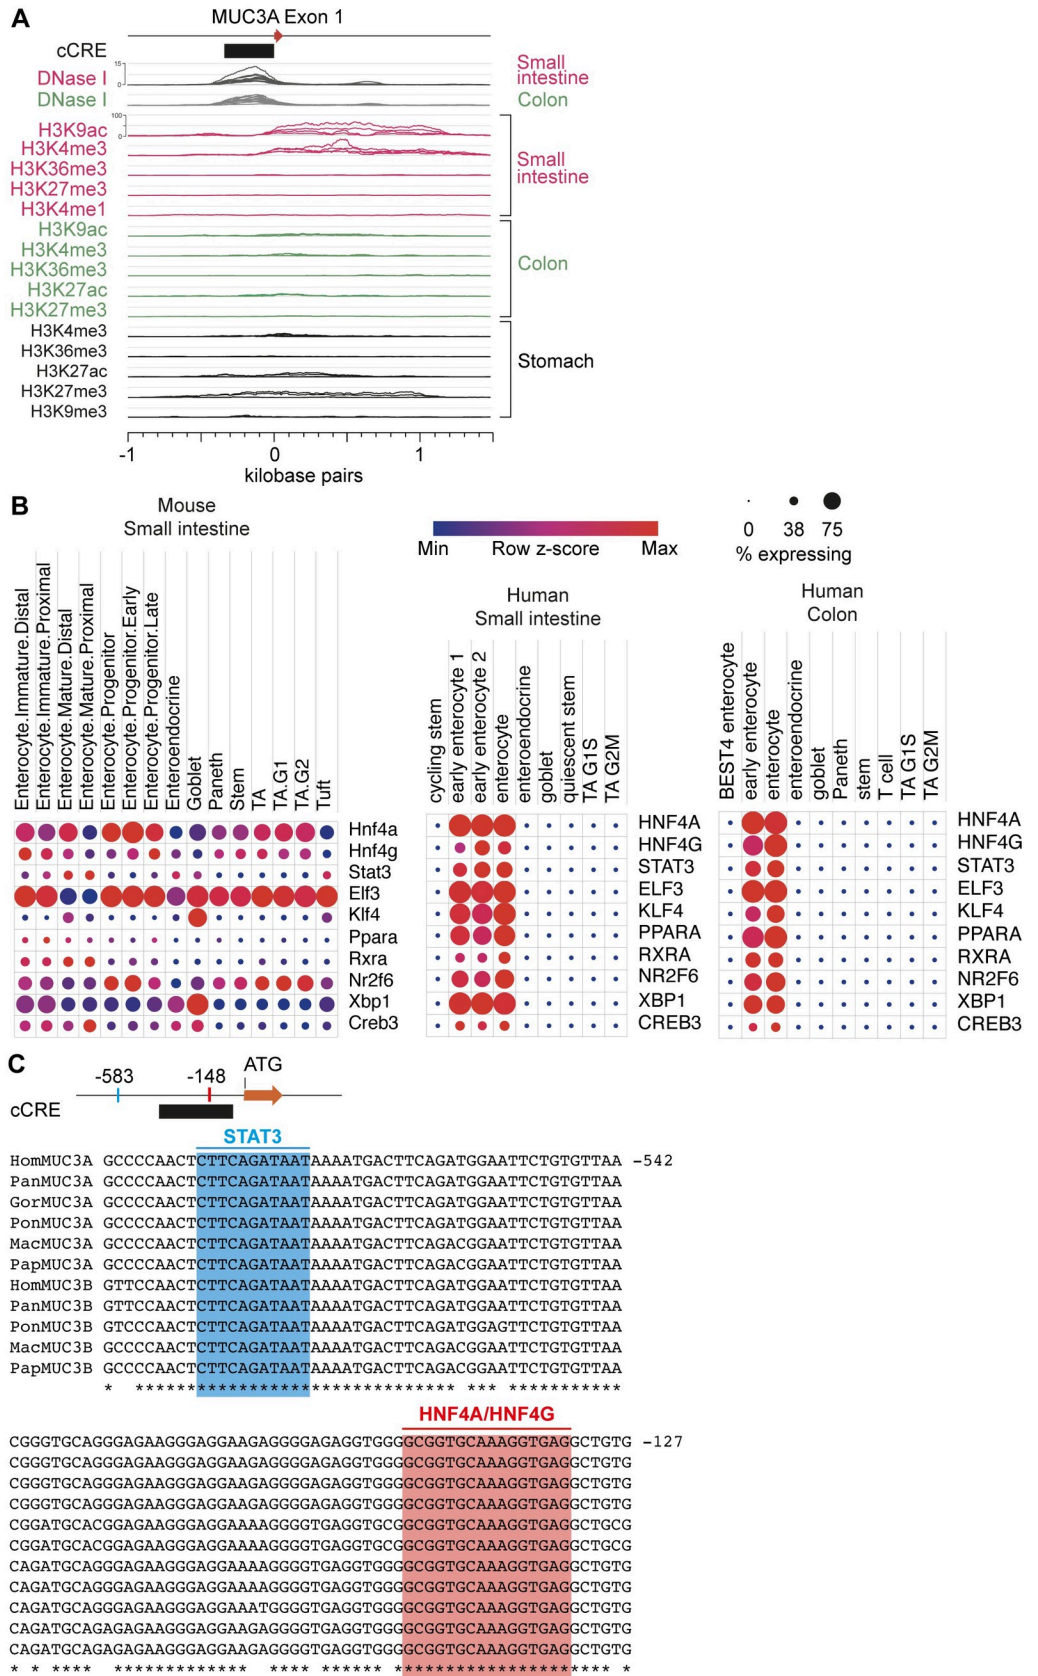 A
MUC3A Exon 1
cCRE
15
0
DNase I
Small
intestine
DNase I
Colon
100
0
H3K9ac
H3K4me3
H3K36me3
H3K27me3
H3K4me1
Small
intestine
H3K9ac
H3K4me3
H3K36me3
H3K27ac
H3K27me3
Colon
H3K4me3
H3K36me3
H3K27ac
H3K27me3
H3K9me3
Stomach
-1 0 1
kilobase pairs
B
Mouse
Small intestine
Min Row z-score Max
0 38 75
% expressing
Enterocyte.Immature.Distal
Enterocyte.Immature.Proximal
Enterocyte.Mature.Distal
Enterocyte.Mature.Proximal
Enterocyte.Progenitor
Enterocyte.Progenitor.Early
Enterocyte.Progenitor.Late
Enteroendocrine
Goblet
Paneth
Stem
TA
TA.G1
TA.G2
Tuft
Hnf4a
Hnf4g
Stat3
Elf3
Klf4
Ppara
Rxra
Nr2f6
Xbp1
Creb3
Human
Small intestine
cycling stem
early enterocyte 1
early enterocyte 2
enterocyte
enteroendocrine
goblet
quiescent stem
TA G1S
TA G2M
HNF4A
HNF4G
STAT3
ELF3
KLF4
PPARA
RXRA
NR2F6
XBP1
CREB3
Human
Colon
BEST4 enterocyte
early enterocyte
enterocyte
enteroendocrine
goblet
Paneth
stem
T cell
TA G1S
TA G2M
HNF4A
HNF4G
STAT3
ELF3
KLF4
PPARA
RXRA
NR2F6
XBP1
CREB3
C
-583 -148 ATG
cCRE
STAT3
HomMUC3A GCCCCAACTCTTCAGATAATAAAATGACTTCAGATGGAATTCTGTGTTAA -542
PanMUC3A GCCCCAACTCTTCAGATAATAAAATGACTTCAGATGGAATTCTGTGTTAA
GorMUC3A GCCCCAACTCTTCAGATAATAAAATGACTTCAGATGGAATTCTGTGTTAA
PonMUC3A GCCCCAACTCTTCAGATAATAAAATGACTTCAGATGGAATTCTGTGTTAA
MacMUC3A GCCCCAACTCTTCAGATAATAAAATGACTTCAGACGGAATTCTGTGTTAA
PapMUC3A GCCCCAACTCTTCAGATAATAAAATGACTTCAGACGGAATTCTGTGTTAA
HomMUC3B GTTCCAACTCTTCAGATAATAAAATGACTTCAGATGGAATTCTGTGTTAA
PanMUC3B GTTCCAACTCTTCAGATAATAAAATGACTTCAGATGGAATTCTGTGTTAA
PonMUC3B GTCCCAACTCTTCAGATAATAAAATGACTTCAGATGGAGTTCTGTGTTAA
MacMUC3B GCCCCAACTCTTCAGATAATAAAATGACTTCAGACGGAATTCTGTGTTAA
PapMUC3B GCCCCAACTCTTCAGATAATAAAATGACTTCAGACGGAATTCTGTGTTAA
* ******************************* *** ***********
HNF4A/HNF4G
CGGGTGCAGGGAGAAGGGAGGAAGAGGGGAGAGGTGGGGCGGTGCAAAGGTGAGGCTGTG -127
CGGGTGCAGGGAGAAGGGAGGAAGAGGGGAGAGGTGGGGCGGTGCAAAGGTGAGGCTGTG
CGGGTGCAGGGAGAAGGGAGGAAGAGGGGAGAGGTGGGGCGGTGCAAAGGTGAGGCTGTG
CGGGTGCAGGGAGAAGGGAGGAAGAGGGGAGAGGTGGGGCGGTGCAAAGGTGAGGCTGTG
CGGATGCACGGAGAAGGGAGGAAAAGGGGTGAGGTGCGGCGGTGCAAAGGTGAGGCTGCG
CGGATGCACGGAGAAGGGAGGAAAAGGGGTGAGGTGCGGCGGTGCAAAGGTGAGGCTGCG
CAGATGCAGGGAGAAGGGAGGAAGAGGGGTGAGGTGGGGCGGTGCAAAGGTGAGGCTGTG
CAGATGCAGGGAGAAGGGAGGAAAAGGGGTGAGGTGGGGCGGTGCAAAGGTGAGGCTGTG
CAGATGCAGGGAGAAGGGAGGAAATGGGGTGAGGTGGGGCGGTGCAAAGGTGAGGCTGTG
CAGATGCAGAGAGAAGGGAGGAAGAGGGGTGAGGTGGGGCGGTGCAAAGGTGAGGCTGTG
CAGATGCAGAGAGAAGGGAGGAAGAGGGGTGAGGTGGGGCGGTGCAAAGGTGAGGCTGTG
* * **** ************* **** ****** ******************** *